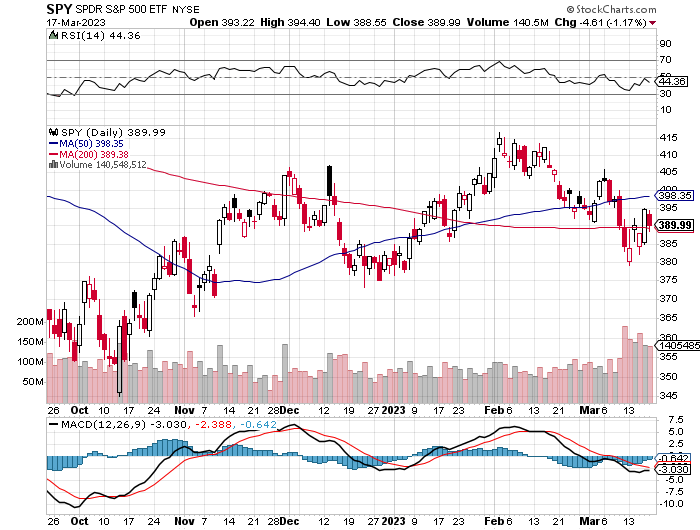 SPY SPDR S&P 500 ETF NYSE © StockCharts.com
17-Mar-2023 Open 393.22 High 394.40 Low 388.55 Close 389.99 Volume 140.5M Chg -4.61 (-1.17%)
RSI(14) 44.36
90
70
50
44.36
30
10
SPY (Daily) 389.99
MA(50) 398.35
MA(200) 389.38
Volume 140,548,512
415
410
405
400
398.35
395
389.99
385
380
375
370
365
360
355
350
345
200M
150M
100M
50M
1405485
26 Oct 10 17 24 Nov 7 14 21 28 Dec 12 19 27 2023 9 17 23 Feb 6 13 21 Mar 6 13
MACD(12,26,9) -3.030, -2.388, -0.642
7.5
5.0
2.5
-0.642
-3.030
-5.0
-7.5
-10.0
26 Oct 10 17 24 Nov 7 14 21 28 Dec 12 19 27 2023 9 17 23 Feb 6 13 21 Mar 6 13